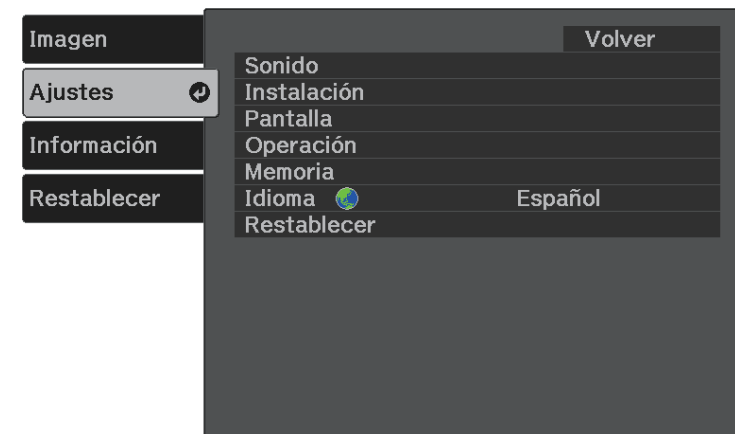 Imagen
Ajustes
Información
Restablecer
Volver
Sonido
Instalación
Pantalla
Operación
Memoria
Idioma Español
Restablecer